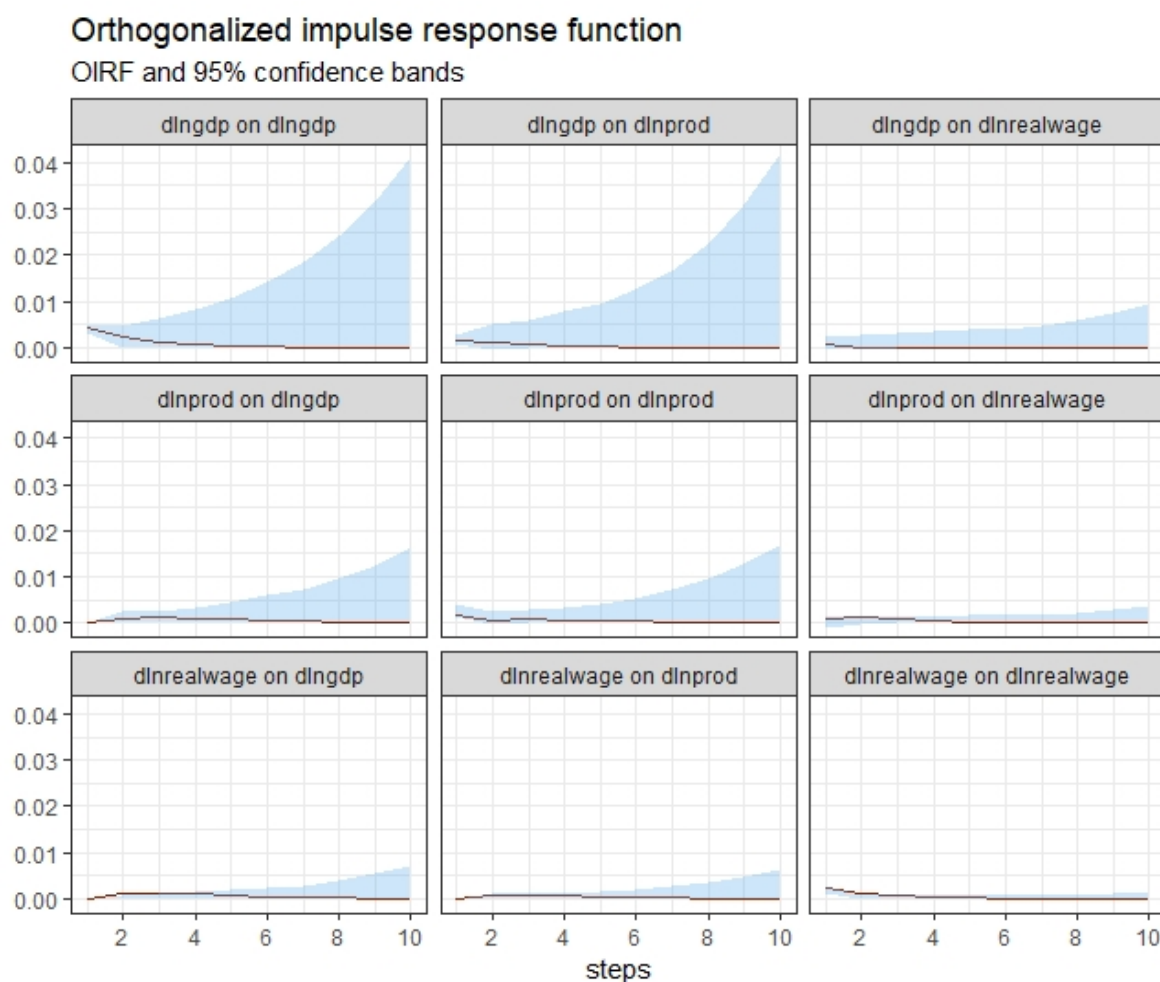 Orthogonalized impulse response function
OIRF and 95% confidence bands
dlngdp on dlngdp
dlngdp on dlnprod
dlngdp on dlnrealwage
0.04
0.03
0.02
0.01
0.00
dlnprod on dlngdp
dlnprod on dlnprod
dlnprod on dlnrealwage
0.04
0.03
0.02
0.01
0.00
dlnrealwage on dlngdp
dlnrealwage on dlnprod
dlnrealwage on dlnrealwage
0.04
0.03
0.02
0.01
0.00
2 4 6 8 10
2 4 6 8 10
2 4 6 8 10
steps